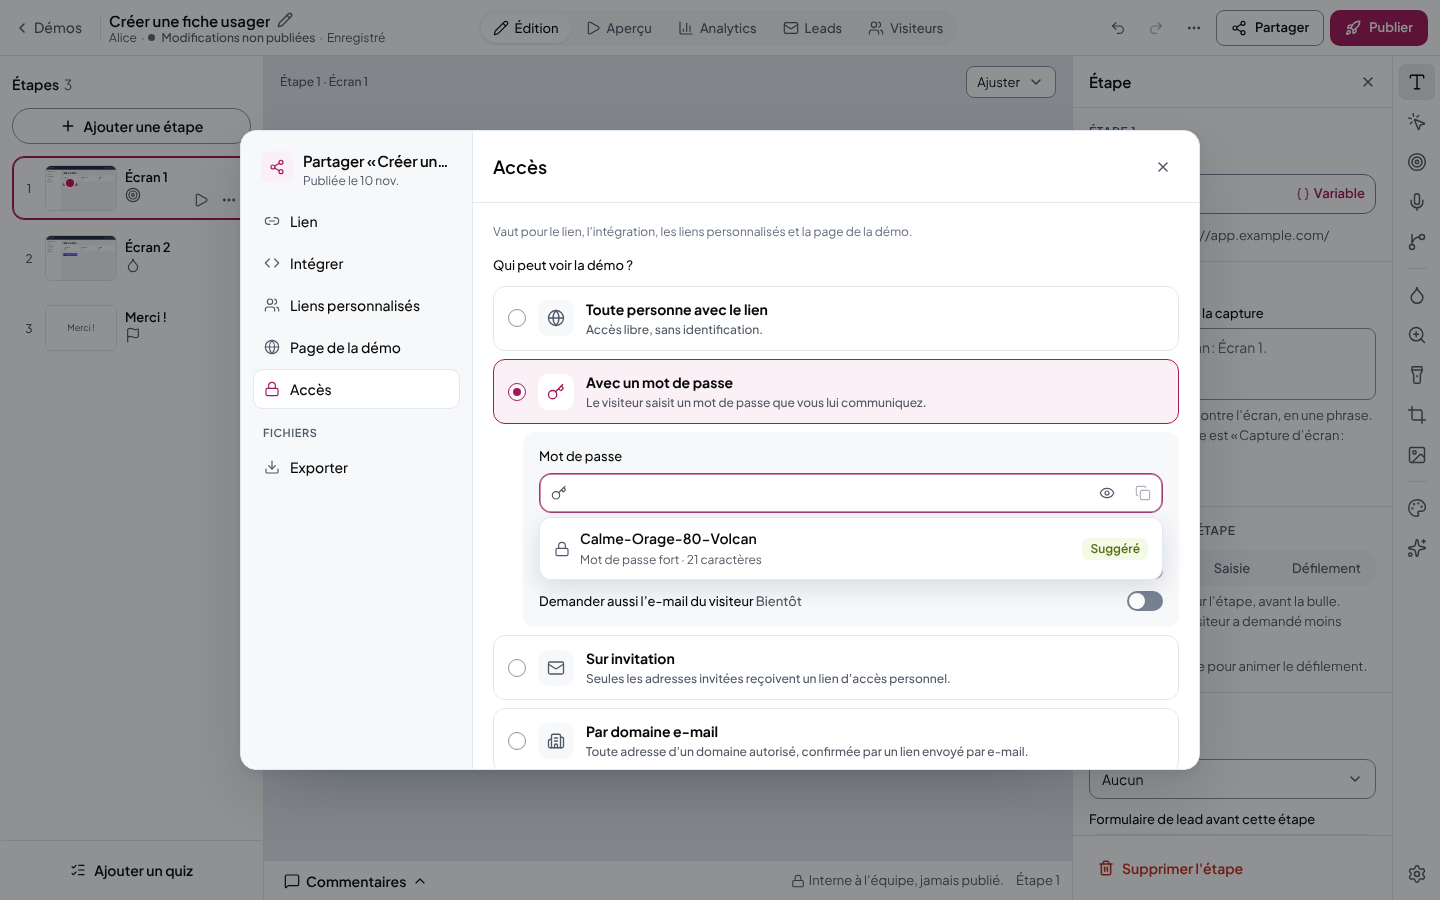 Démos
Créer une fiche usager
Alice · Modifications non publiées · Enregistré
Édition
Aperçu
Analytics
Leads
Visiteurs
Partager
Publier
Étapes 3
Ajouter une étape
1
Écran 1
2
Écran 2
3
Merci !
Merci !
Ajouter un quiz
Étape 1 · Écran 1
Ajuster
Commentaires
Interne à l'équipe, jamais publié.
Étape 1
Partager « Créer un…
Publiée le 10 nov.
Lien
Intégrer
Liens personnalisés
Page de la démo
Accès
FICHIERS
Exporter
Accès
Vaut pour le lien, l'intégration, les liens personnalisés et la page de la démo.
Qui peut voir la démo ?
Toute personne avec le lien
Accès libre, sans identification.
Avec un mot de passe
Le visiteur saisit un mot de passe que vous lui communiquez.
Mot de passe
Calme-Orage-80-Volcan
Mot de passe fort · 21 caractères
Suggéré
Demander aussi l'e-mail du visiteur Bientôt
Sur invitation
Seules les adresses invitées reçoivent un lien d'accès personnel.
Par domaine e-mail
Toute adresse d'un domaine autorisé, confirmée par un lien envoyé par e-mail.
Étape
{ } Variable
//app.example.com/
la capture
n : Écran 1.
ontre l'écran, en une phrase.
e est « Capture d'écran :
ÉTAPE
Saisie
Défilement
r l'étape, avant la bulle.
siteur a demandé moins
e pour animer le défilement.
Aucun
Formulaire de lead avant cette étape
Supprimer l'étape